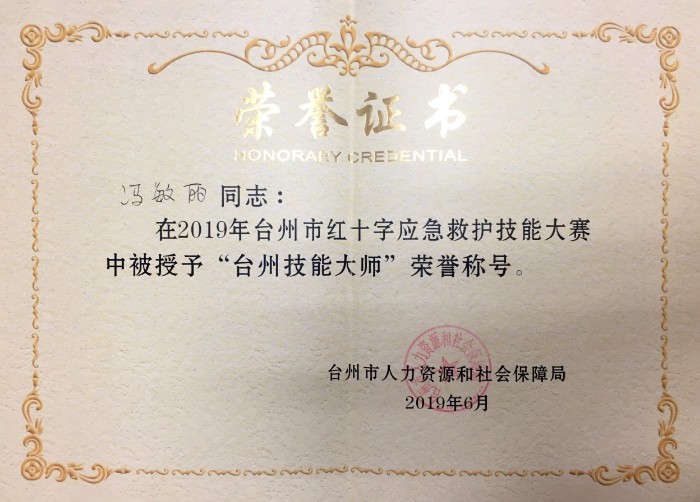 荣誉证书
HONORARY CREDENTIAL
冯敏丽 同志：
在2019年台州市红十字应急救护技能大赛
中被授予“台州技能大师”荣誉称号。
台州市人力资源和社会保障局
2019年6月